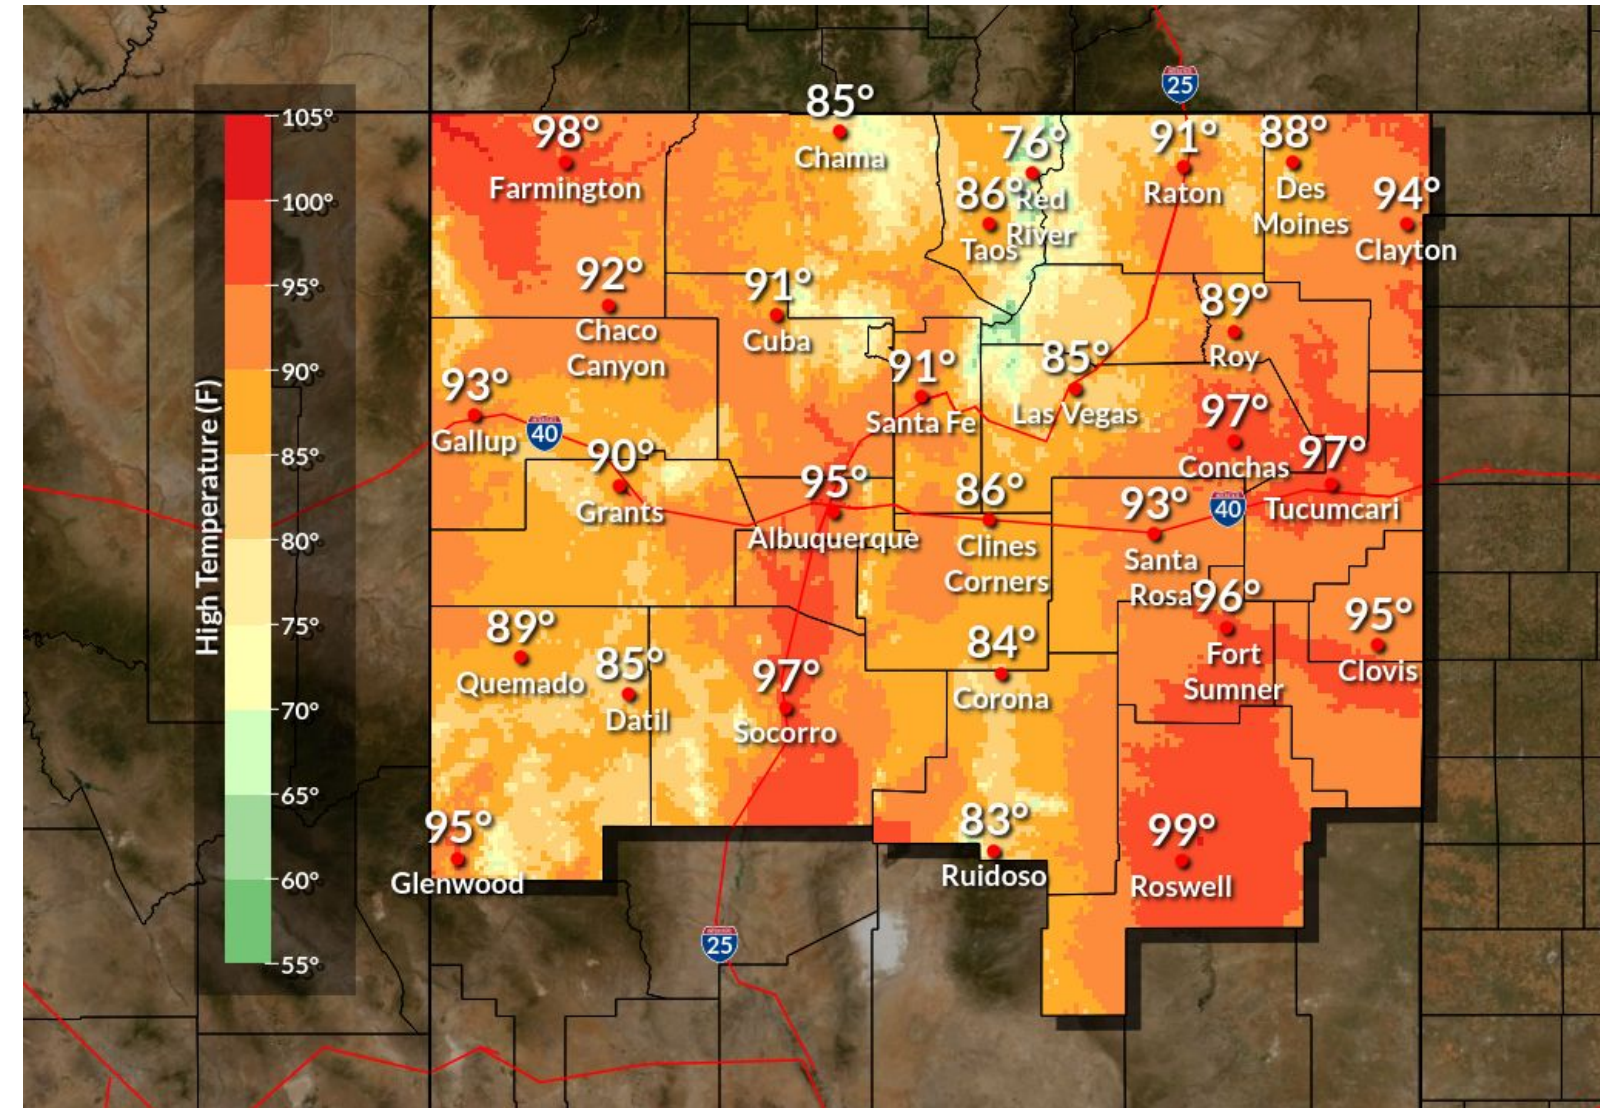 High Temperature (F)
105°
100°
95°
90°
85°
80°
75°
70°
65°
60°
55°
25
98°
Farmington
85°
Chama
76°
Red
River
86°
Taos
91°
Raton
88°
Des
Moines
94°
Clayton
92°
Chaco
Canyon
91°
Cuba
89°
Roy
93°
Gallup
40
91°
Santa Fe
85°
Las Vegas
97°
Conchas
97°
Tucumcari
90°
Grants
95°
Albuquerque
86°
Clines
Corners
93°
Santa
Rosa
40
96°
Fort
Sumner
95°
Clovis
89°
Quemado
85°
Datil
97°
Socorro
84°
Corona
95°
Glenwood
83°
Ruidoso
99°
Roswell
25